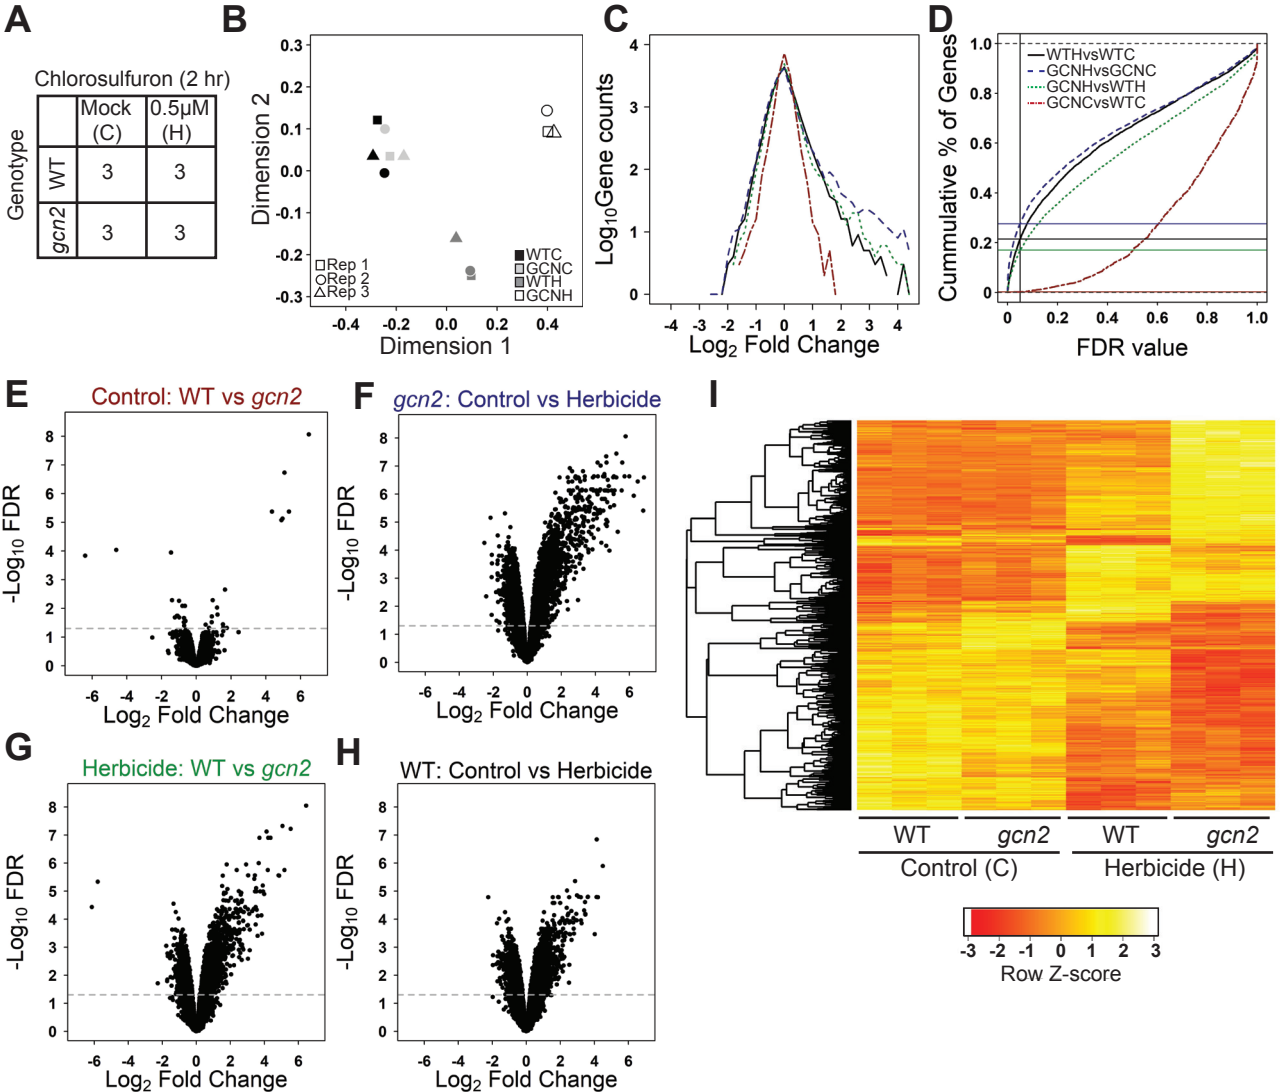 A
Chlorosulfuron (2 hr)
Genotype
Mock (C)
0.5µM (H)
WT
3
3
gcn2
3
3
B
Dimension 2
0.3
0.2
0.1
0.0
-0.1
-0.2
-0.3
Rep 1
Rep 2
Rep 3
WTC
GCNC
WTH
GCNH
-0.4
-0.2
0.0
0.2
0.4
Dimension 1
C
Log10Gene counts
4
3
2
1
0
-4 -3 -2 -1 0 1 2 3 4
Log2 Fold Change
D
Cummulative % of Genes
1.0
0.8
0.6
0.4
0.2
0
WTHvsWTC
GCNHvsGCNC
GCNHvsWTH
GCNCvsWTC
0 0.2 0.4 0.6 0.8 1.0
FDR value
E
Control: WT vs gcn2
-Log10 FDR
8
7
6
5
4
3
2
1
0
-6 -4 -2 0 2 4 6
Log2 Fold Change
F
gcn2: Control vs Herbicide
-Log10 FDR
8
7
6
5
4
3
2
1
0
-6 -4 -2 0 2 4 6
Log2 Fold Change
G
Herbicide: WT vs gcn2
-Log10 FDR
8
7
6
5
4
3
2
1
0
-6 -4 -2 0 2 4 6
Log2 Fold Change
H
WT: Control vs Herbicide
-Log10 FDR
8
7
6
5
4
3
2
1
0
-6 -4 -2 0 2 4 6
Log2 Fold Change
I
WT gcn2 WT gcn2
Control (C) Herbicide (H)
-3 -2 -1 0 1 2 3
Row Z-score